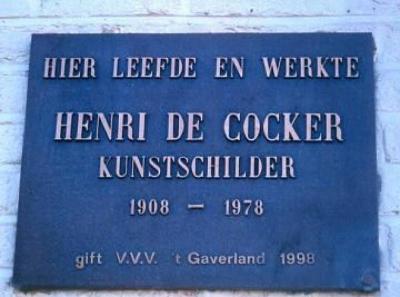 HIER LEEFDE EN WERKTE
HENRI DE COCKER
KUNSTSCHILDER
1908 – 1978
gift V.V.V. 't Gaverland 1998